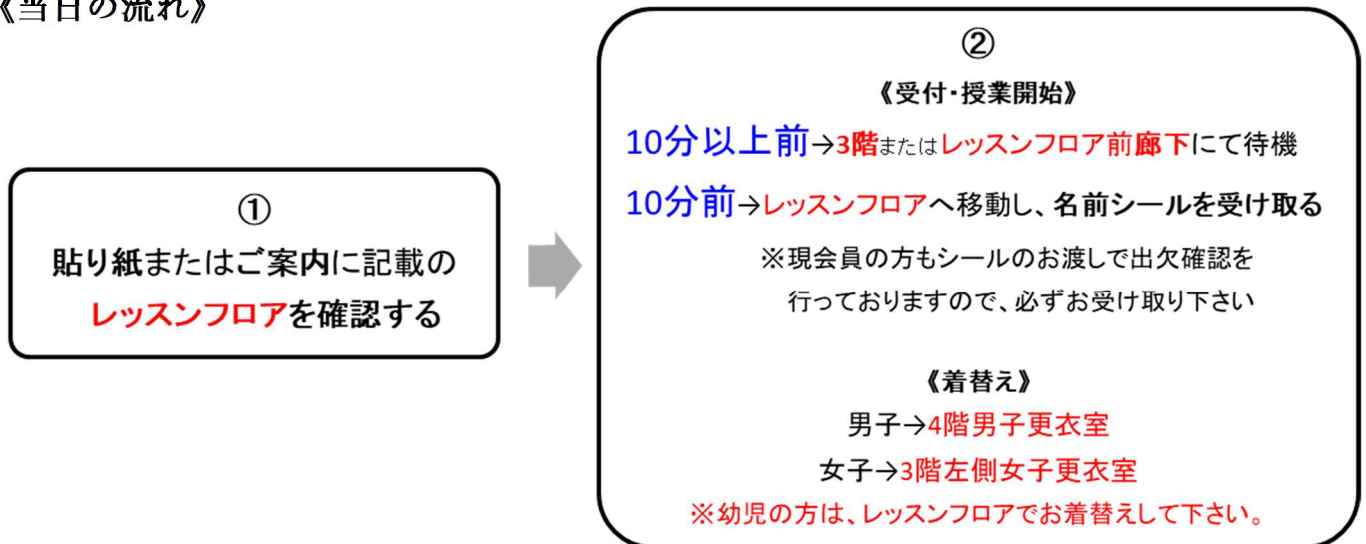 《当日の流れ》
①
貼り紙またはご案内に記載の
レッスンフロアを確認する
②
《受付・授業開始》
10分以上前→3階またはレッスンフロア前廊下にて待機
10分前→レッスンフロアへ移動し、名前シールを受け取る
※現会員の方もシールのお渡しで出欠確認を
行っておりますので、必ずお受け取り下さい
《着替え》
男子→4階男子更衣室
女子→3階左側女子更衣室
※幼児の方は、レッスンフロアでお着替えして下さい。